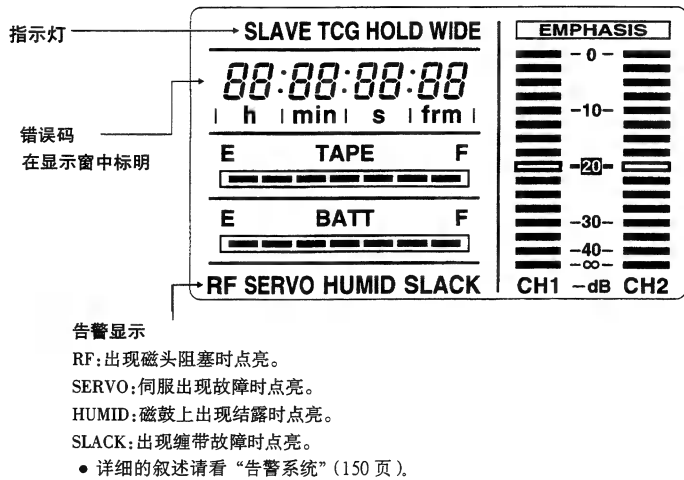 指示灯
SLAVE TCG HOLD WIDE
EMPHASIS
88:88:88:88
h min s frm
错误码
在显示窗中标明
E TAPE F
E BATT F
RF SERVO HUMID SLACK
-0-
-10-
-20-
-30-
-40-
-∞-
CH1 -dB CH2
告警显示
RF:出现磁头阻塞时点亮。
SERVO:伺服出现故障时点亮。
HUMID:磁鼓上出现结露时点亮。
SLACK:出现缠带故障时点亮。
● 详细的叙述请看“告警系统”(150 页)。